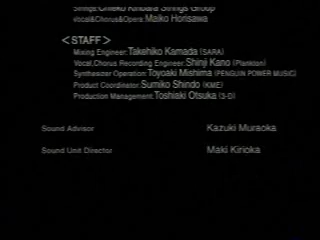 Strings:Chieko Kinbara Strings Group
Vocal&Chorus&Opera:Maiko Horisawa
<STAFF>
Mixing Engineer:Takehiko Kamada (SARA)
Vocal,Chorus Recording Engineer:Shinji Kano (Plankton)
Synthesizer Operation:Toyoaki Mishima (PENGUIN POWER MUSIC)
Product Coordinator:Sumiko Shindo (KME)
Production Management:Toshiaki Otsuka (3-D)
Sound Advisor Kazuki Muraoka
Sound Unit Director Maki Kirioka